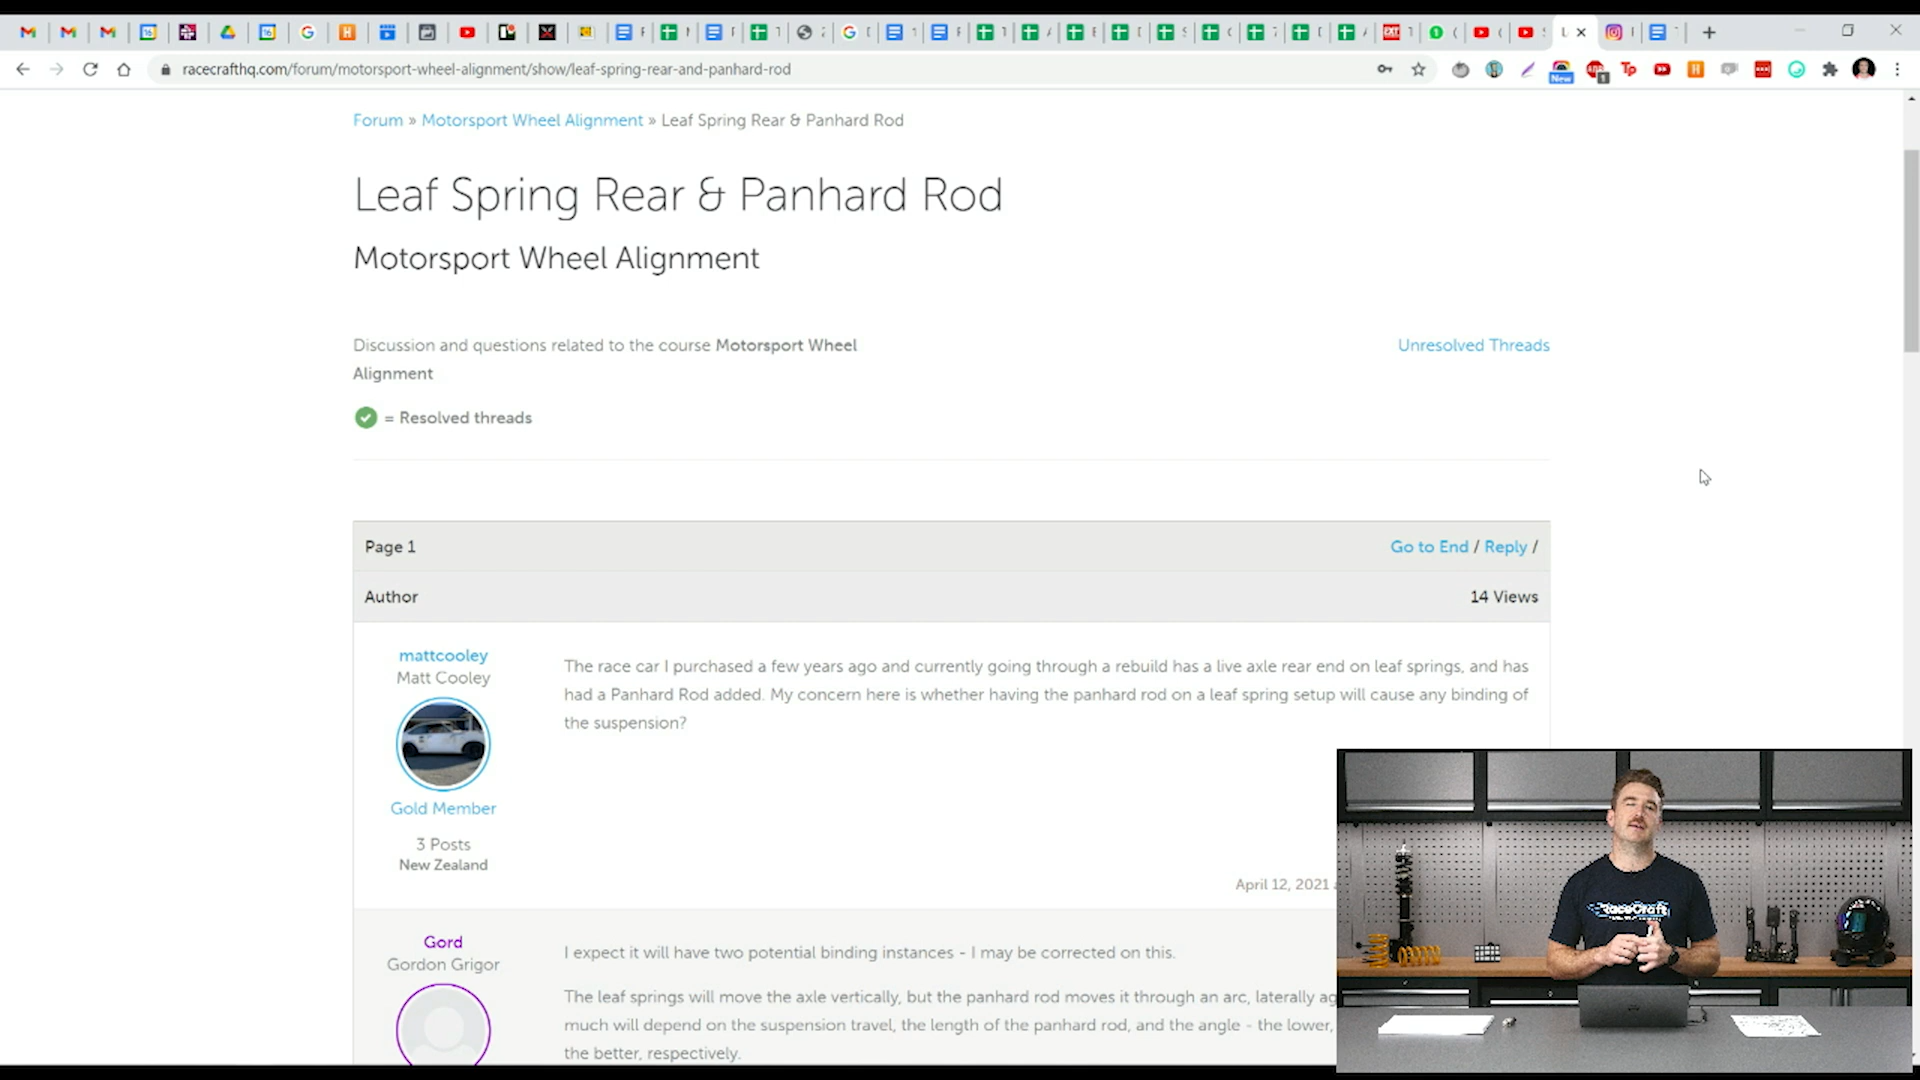 racecrafthq.com/forum/motorsport-wheel-alignment/show/leaf-spring-rear-and-panhard-rod
New
Forum » Motorsport Wheel Alignment » Leaf Spring Rear & Panhard Rod
Leaf Spring Rear & Panhard Rod
Motorsport Wheel Alignment
Discussion and questions related to the course Motorsport Wheel
Alignment
Unresolved Threads
= Resolved threads
Page 1
Go to End / Reply /
Author
14 Views
mattcooley
Matt Cooley
Gold Member
3 Posts
New Zealand
The race car I purchased a few years ago and currently going through a rebuild has a live axle rear end on leaf springs, and has
had a Panhard Rod added. My concern here is whether having the panhard rod on a leaf spring setup will cause any binding of
the suspension?
April 12, 2021
Gord
Gordon Grigor
I expect it will have two potential binding instances - I may be corrected on this.
The leaf springs will move the axle vertically, but the panhard rod moves it through an arc, laterally
much will depend on the suspension travel, the length of the panhard rod, and the angle - the lower,
the better, respectively.
RaceCraft